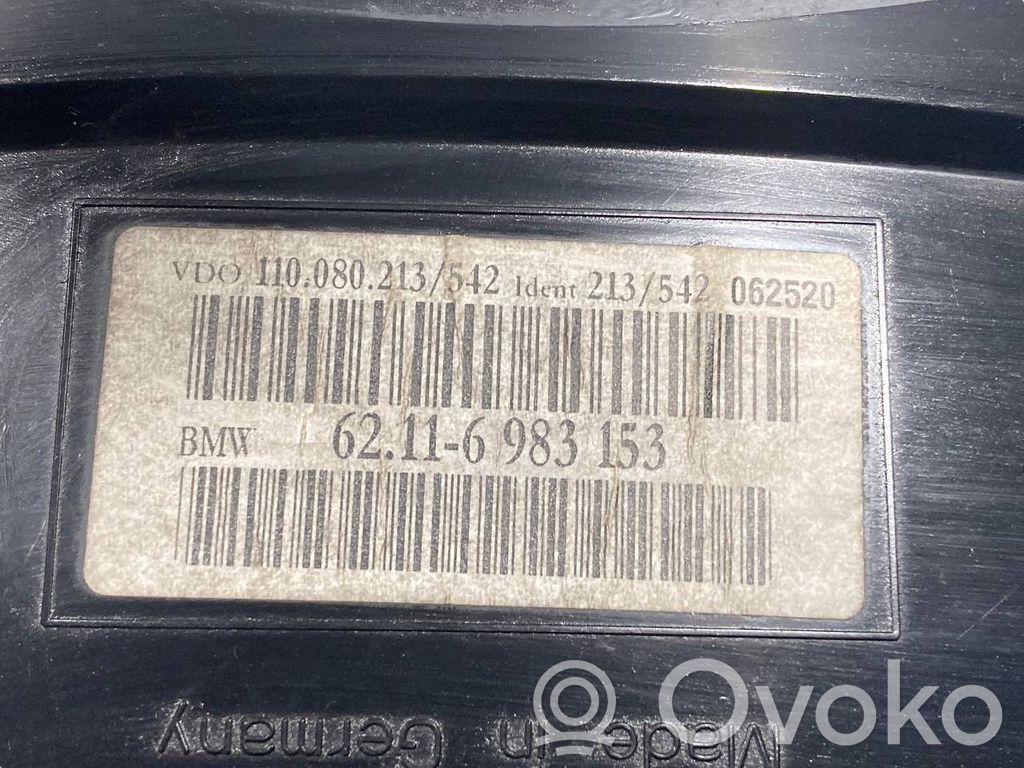 VDO 110.080.213/542 Ident 213/542 062520
BMW 62.11-6 983 153
Made in
Germany
Ovoko